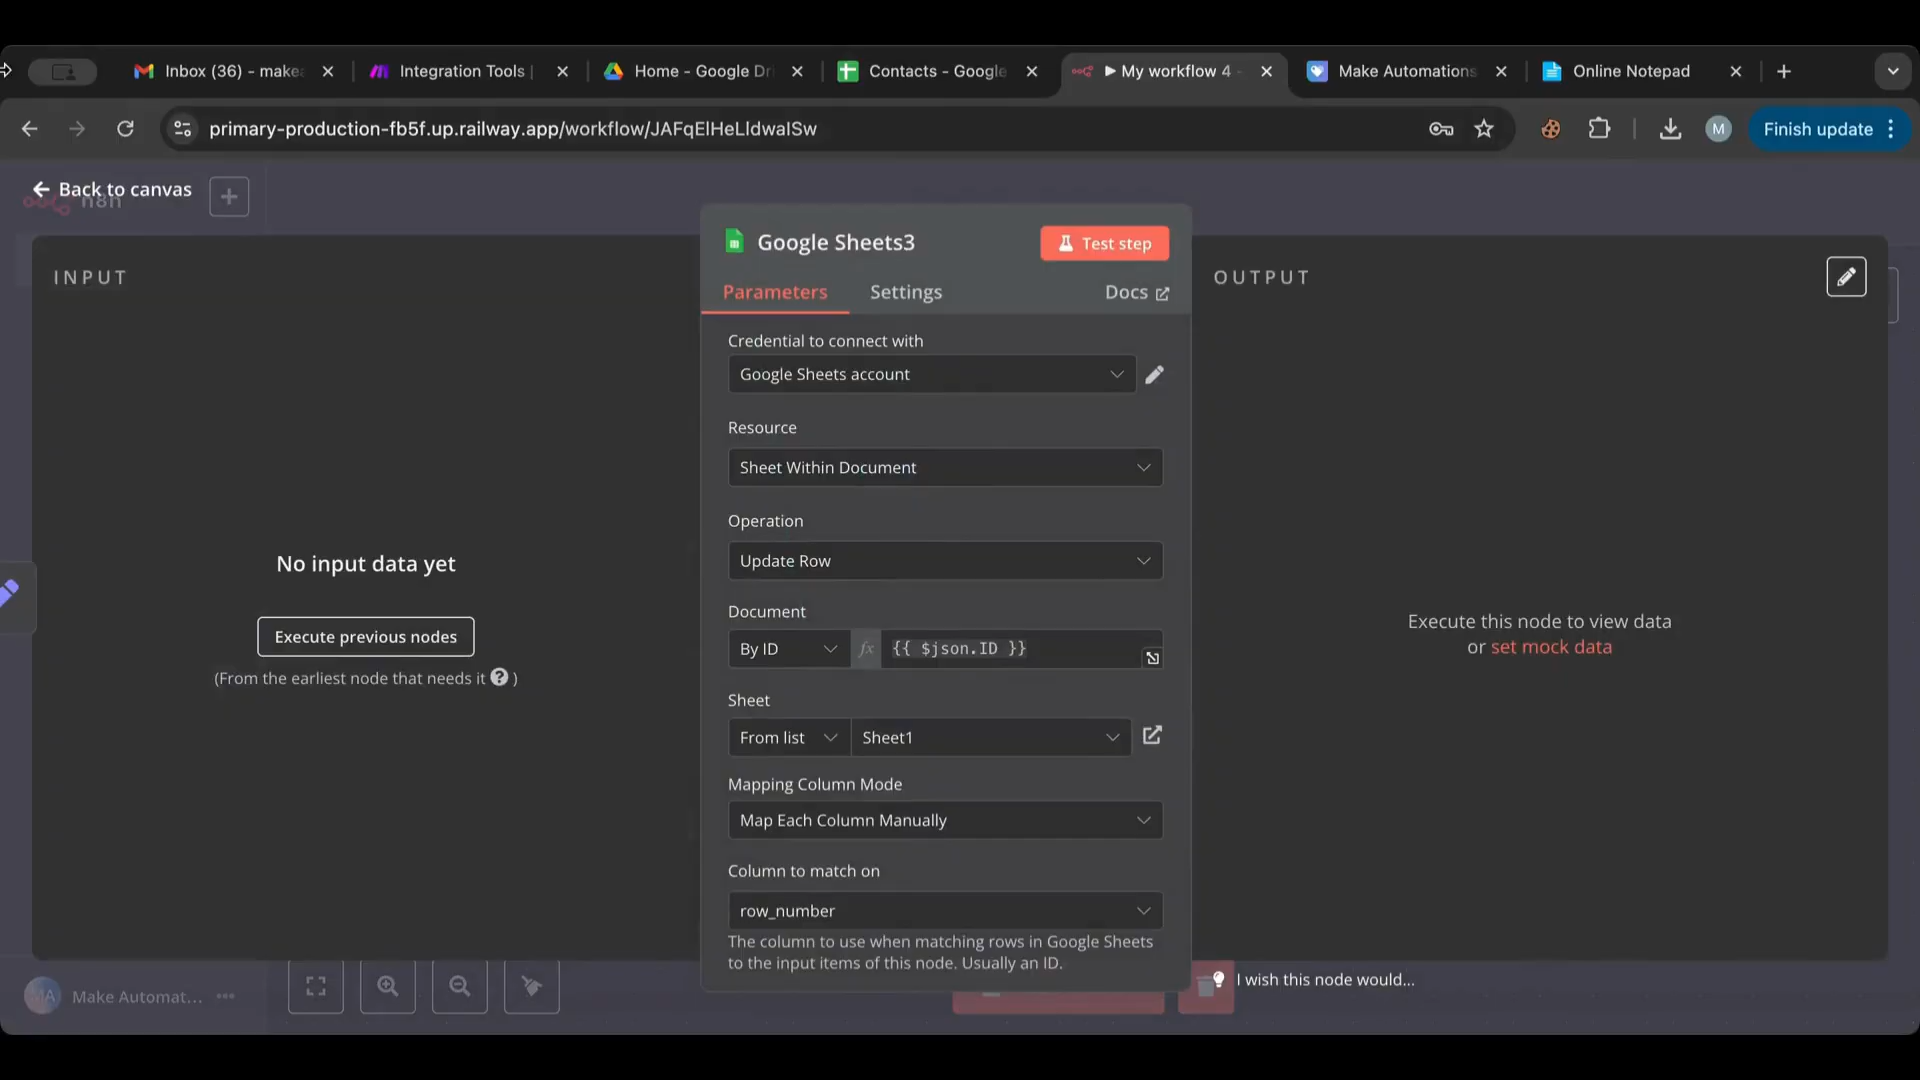 Inbox (36) - make
Integration Tools
Home - Google Dri
Contacts - Google
▶ My workflow 4 -
Make Automations
Online Notepad
primary-production-fb5f.up.railway.app/workflow/JAFqElHeLldwalSw
M
Finish update
Back to canvas
n8n
INPUT
No input data yet
Execute previous nodes
(From the earliest node that needs it ? )
Google Sheets3
Test step
Parameters
Settings
Docs
Credential to connect with
Google Sheets account
Resource
Sheet Within Document
Operation
Update Row
Document
By ID
fx
{{ $json.ID }}
Sheet
From list
Sheet1
Mapping Column Mode
Map Each Column Manually
Column to match on
row_number
The column to use when matching rows in Google Sheets
to the input items of this node. Usually an ID.
OUTPUT
Execute this node to view data
or set mock data
MA
Make Automat...
I wish this node would...